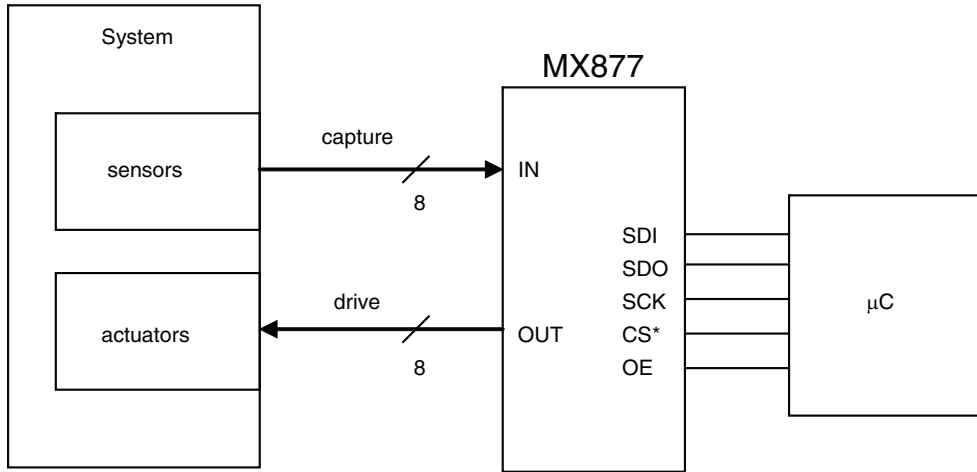 System
MX877
sensors
capture
8
IN
actuators
drive
8
OUT
SDI
SDO
SCK
CS*
OE
μC